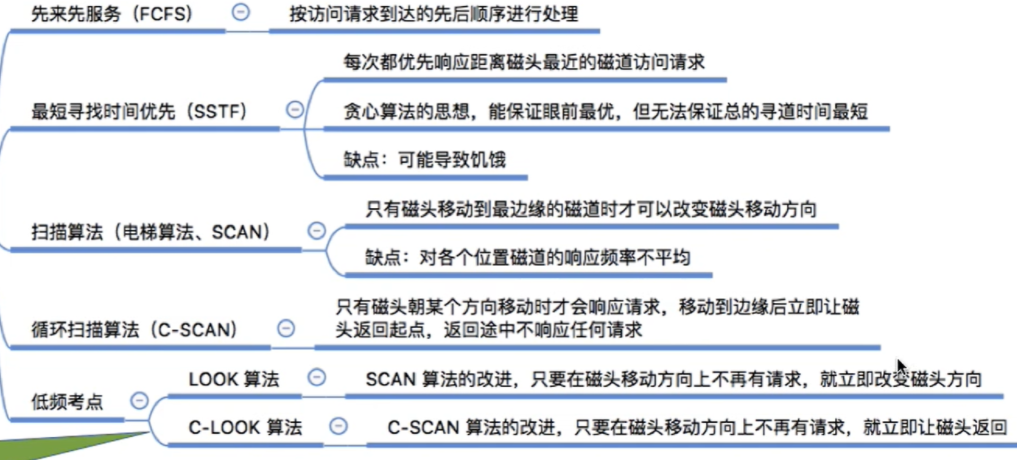 先来先服务（FCFS）
按访问请求到达的先后顺序进行处理
每次都优先响应距离磁头最近的磁道访问请求
最短寻找时间优先（SSTF）
贪心算法的思想，能保证眼前最优，但无法保证总的寻道时间最短
缺点：可能导致饥饿
只有磁头移动到最边缘的磁道时才可以改变磁头移动方向
扫描算法（电梯算法、SCAN）
缺点：对各个位置磁道的响应频率不平均
只有磁头朝某个方向移动时才会响应请求，移动到边缘后立即让磁
头返回起点，返回途中不响应任何请求
循环扫描算法（C-SCAN）
低频考点
LOOK 算法
SCAN 算法的改进，只要在磁头移动方向上不再有请求，就立即改变磁头方向
C-LOOK 算法
C-SCAN 算法的改进，只要在磁头移动方向上不再有请求，就立即让磁头返回